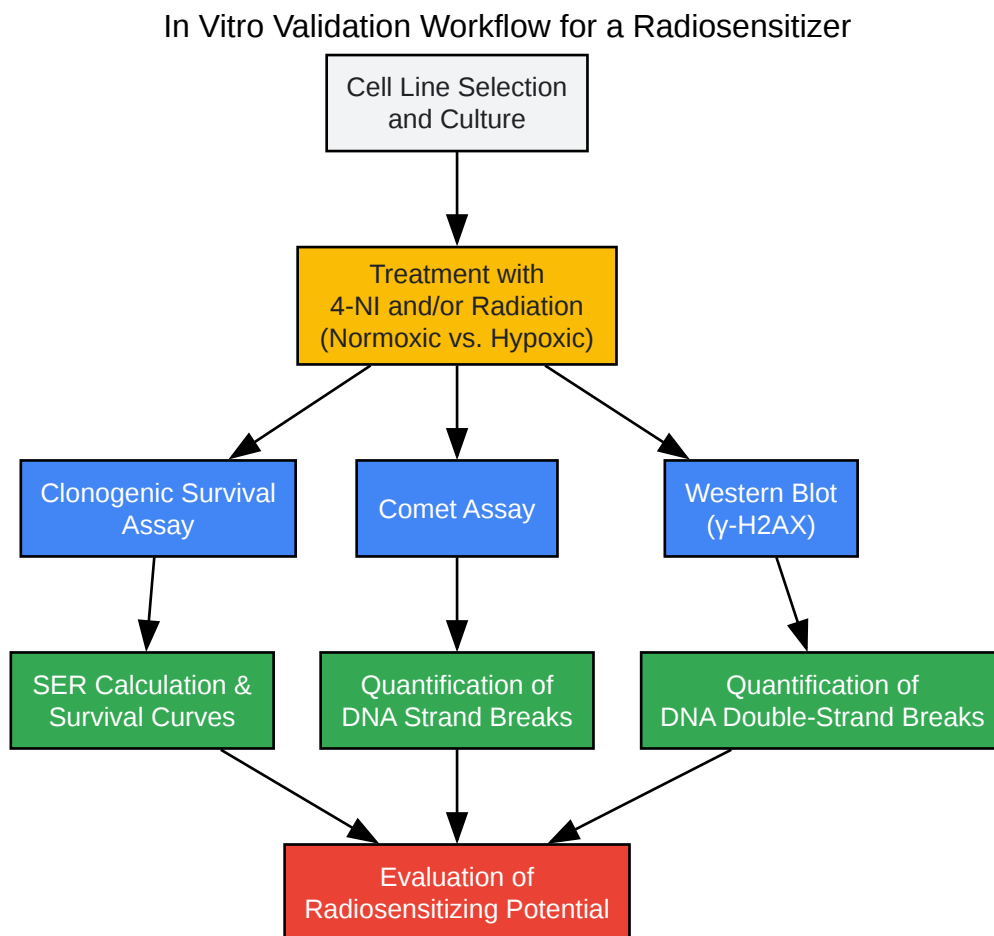 In Vitro Validation Workflow for a Radiosensitizer
Cell Line Selection
and Culture
Treatment with
4-NI and/or Radiation
(Normoxic vs. Hypoxic)
Clonogenic Survival
Assay
Comet Assay
Western Blot
(γ-H2AX)
SER Calculation &
Survival Curves
Quantification of
DNA Strand Breaks
Quantification of
DNA Double-Strand Breaks
Evaluation of
Radiosensitizing Potential